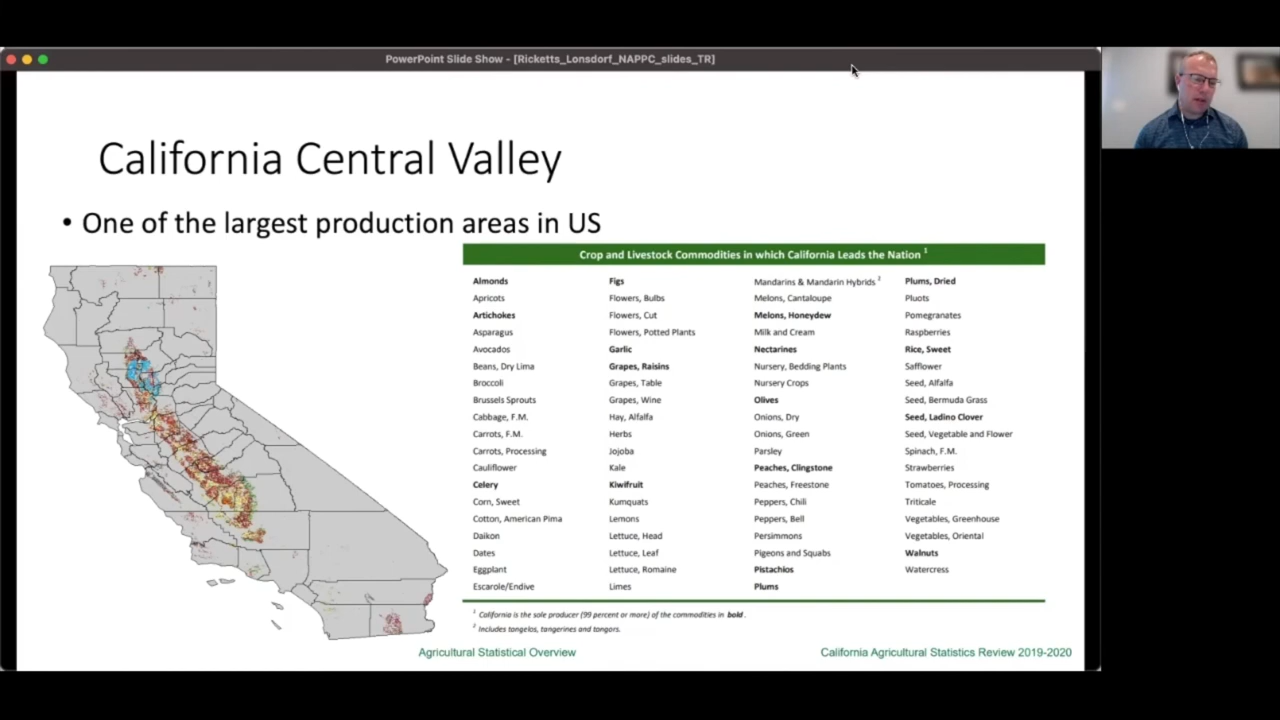 PowerPoint Slide Show - [Ricketts_Lonsdorf_NAPPC_slides_TR]
California Central Valley
• One of the largest production areas in US
Crop and Livestock Commodities in which California Leads the Nation 1
Almonds Figs Mandarins & Mandarin Hybrids 2 Plums, Dried
Apricots Flowers, Bulbs Melons, Cantaloupe Pluots
Artichokes Flowers, Cut Melons, Honeydew Pomegranates
Asparagus Flowers, Potted Plants Milk and Cream Raspberries
Avocados Garlic Nectarines Rice, Sweet
Beans, Dry Lima Grapes, Raisins Nursery, Bedding Plants Safflower
Broccoli Grapes, Table Nursery Crops Seed, Alfalfa
Brussels Sprouts Grapes, Wine Olives Seed, Bermuda Grass
Cabbage, F.M. Hay, Alfalfa Onions, Dry Seed, Ladino Clover
Carrots, F.M. Herbs Onions, Green Seed, Vegetable and Flower
Carrots, Processing Jojoba Parsley Spinach, F.M.
Cauliflower Kale Peaches, Clingstone Strawberries
Celery Kiwifruit Peaches, Freestone Tomatoes, Processing
Corn, Sweet Kumquats Peppers, Chili Triticale
Cotton, American Pima Lemons Peppers, Bell Vegetables, Greenhouse
Daikon Lettuce, Head Persimmons Vegetables, Oriental
Dates Lettuce, Leaf Pigeons and Squabs Walnuts
Eggplant Lettuce, Romaine Pistachios Watercress
Escarole/Endive Limes Plums
1 California is the sole producer (99 percent or more) of the commodities in bold.
2 Includes tangelos, tangerines and tangors.
Agricultural Statistical Overview California Agricultural Statistics Review 2019-2020